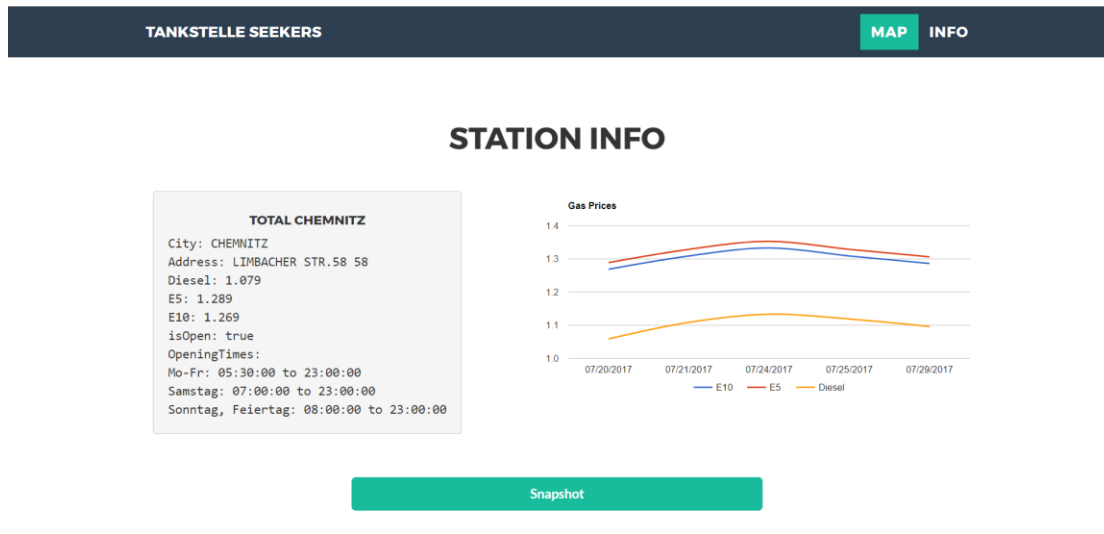 TANKSTELLE SEEKERS
MAP INFO
STATION INFO
TOTAL CHEMNITZ
City: CHEMNITZ
Address: LIMBACHER STR.58 58
Diesel: 1.079
E5: 1.289
E10: 1.269
isOpen: true
OpeningTimes:
Mo-Fr: 05:30:00 to 23:00:00
Samstag: 07:00:00 to 23:00:00
Sonntag, Feiertag: 08:00:00 to 23:00:00
Gas Prices
1.4
1.3
1.2
1.1
1.0
07/20/2017 07/21/2017 07/24/2017 07/25/2017 07/29/2017
E10 E5 Diesel
Snapshot